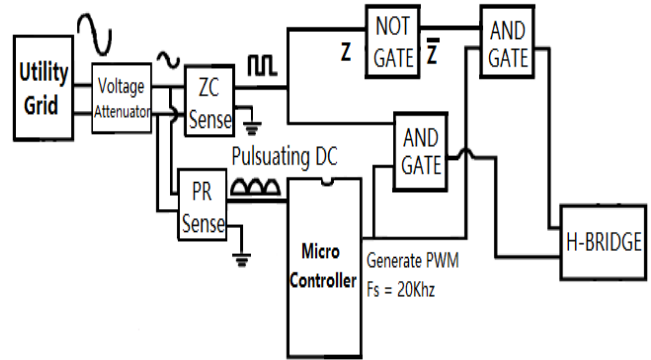 Utility
Grid
Voltage
Attenuator
ZC
Sense
Z
NOT
GATE
Z̅
AND
GATE
AND
GATE
PR
Sense
Pulsuating DC
Micro
Controller
Generate PWM
Fs = 20Khz
H-BRIDGE